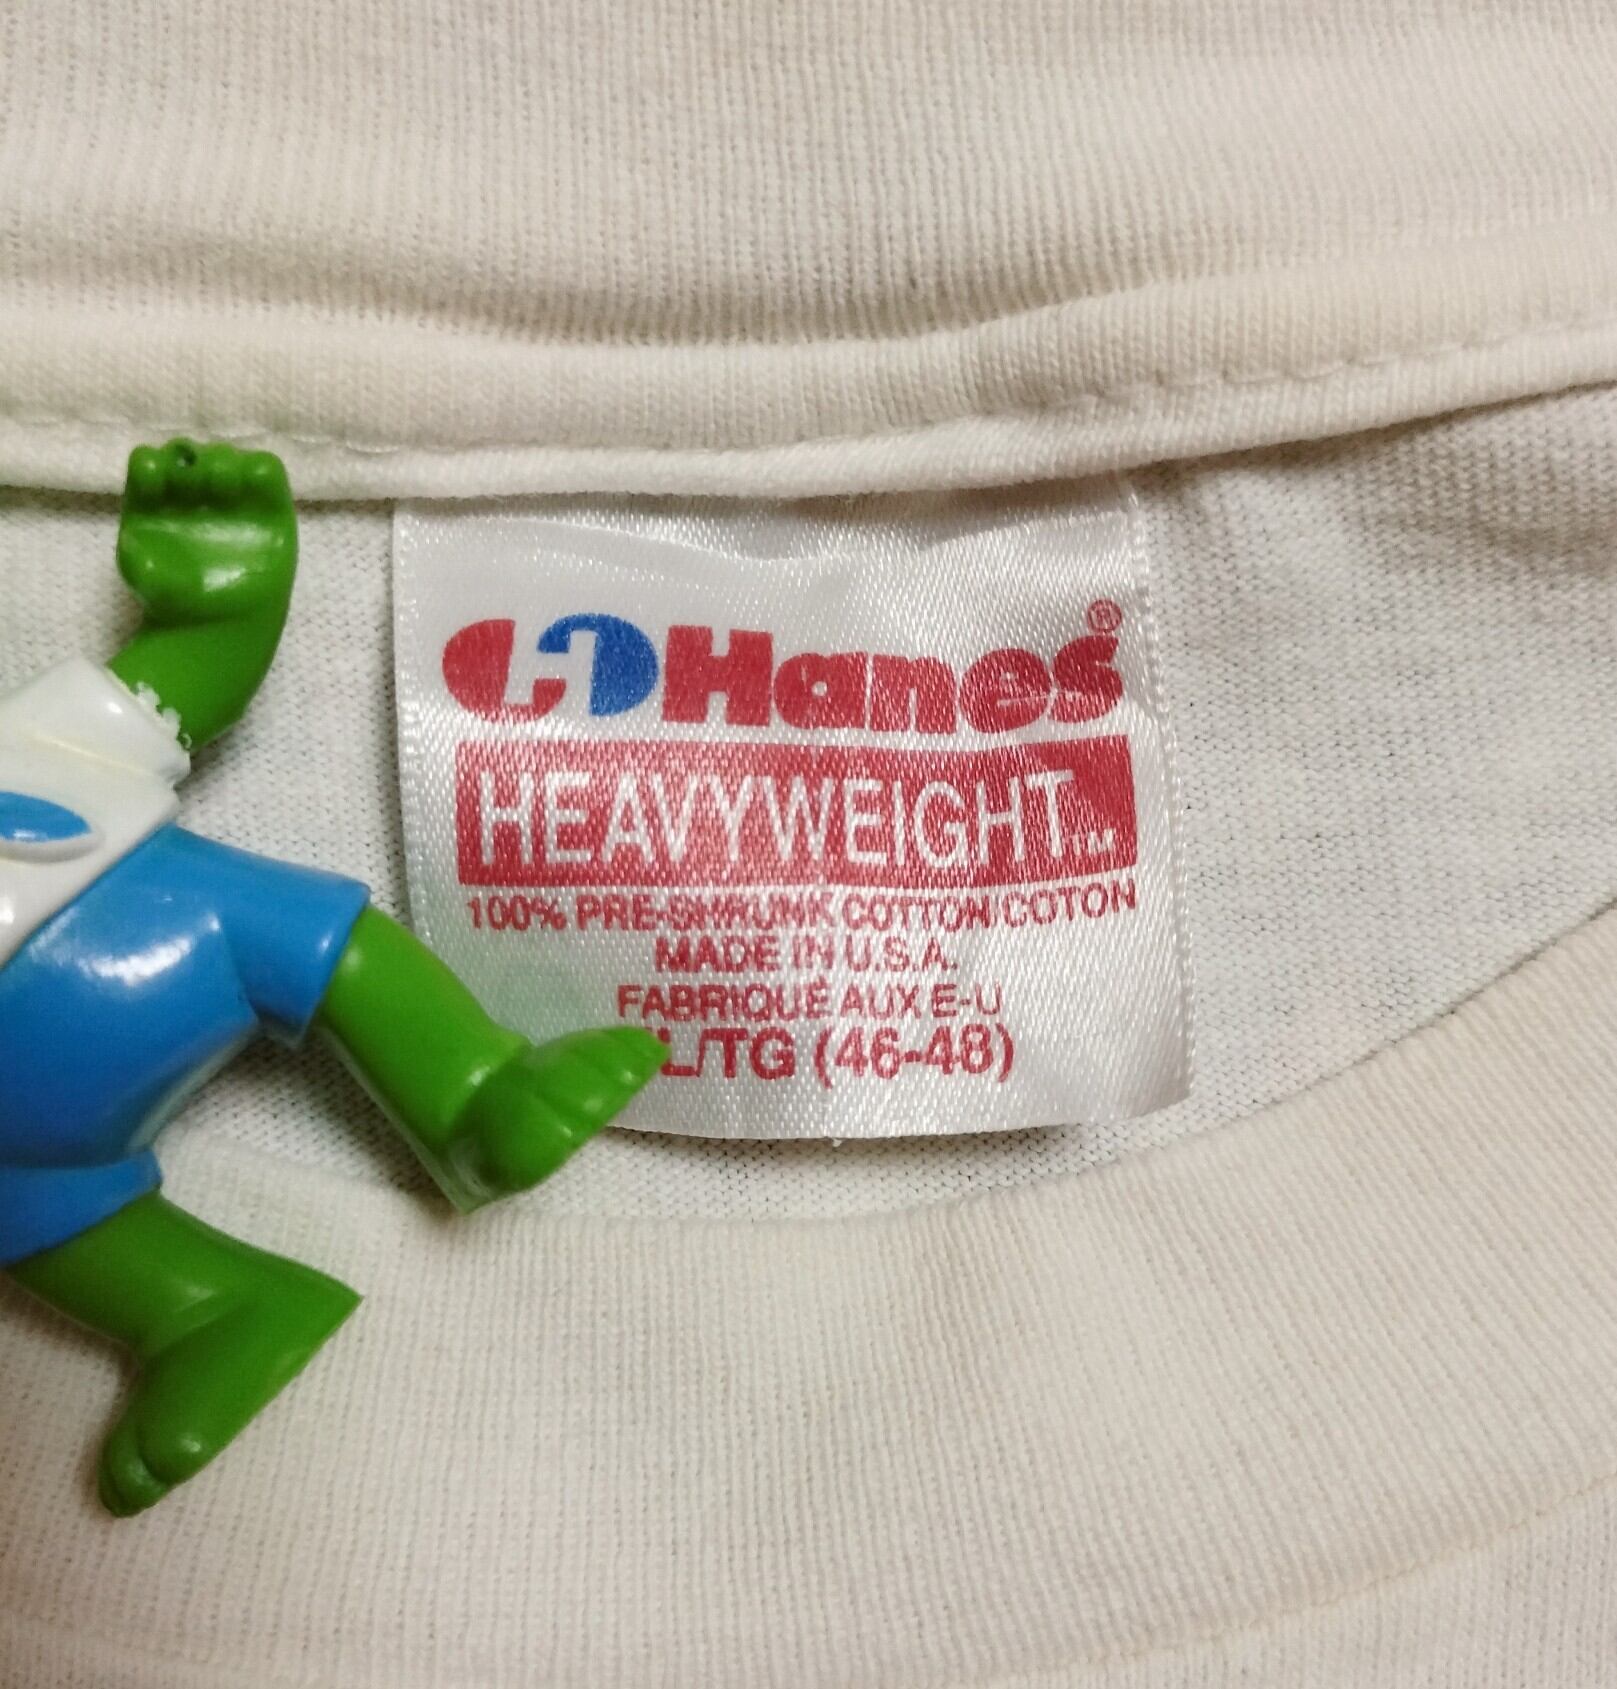 Hanes®
HEAVYWEIGHT™
100% PRE-SHRUNK COTTON/COTON
MADE IN U.S.A.
FABRIQUÉ AUX E-U
L/TG (46-48)